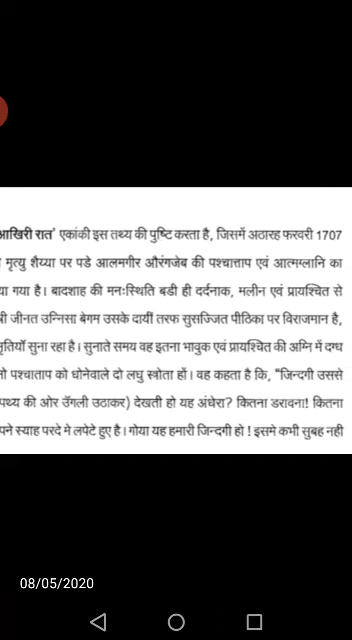 आखिरी रात' एकांकी इस तथ्य की पुष्टि करता है, जिसमें अठारह फरवरी 1707
मृत्यु शैय्या पर पडे आलमगीर औरंगजेब की पश्चाताप एवं आत्मग्लानि का
या गया है। बादशाह की मनःस्थिति बडी ही दर्दनाक, मलीन एवं प्रायश्चित से
जीनत उन्निसा बेगम उसके दायीं तरफ सुसज्जित पीठिका पर विराजमान है,
सुना रहा है। सुनाते समय वह इतना भावुक एवं प्रायश्चित की अग्नि में दग्ध
पश्चाताप को धोनेवाले दो लघु स्त्रोता हों। वह कहता है कि, "जिन्दगी उससे
पथ्य की ओर उँगली उठाकर) देखती हो यह अंधेरा? कितना डरावना! कितना
पने स्याह परदे मे लपेटे हुए है। गोया यह हमारी जिन्दगी हो! इसमे कभी सुबह नही
08/05/2020